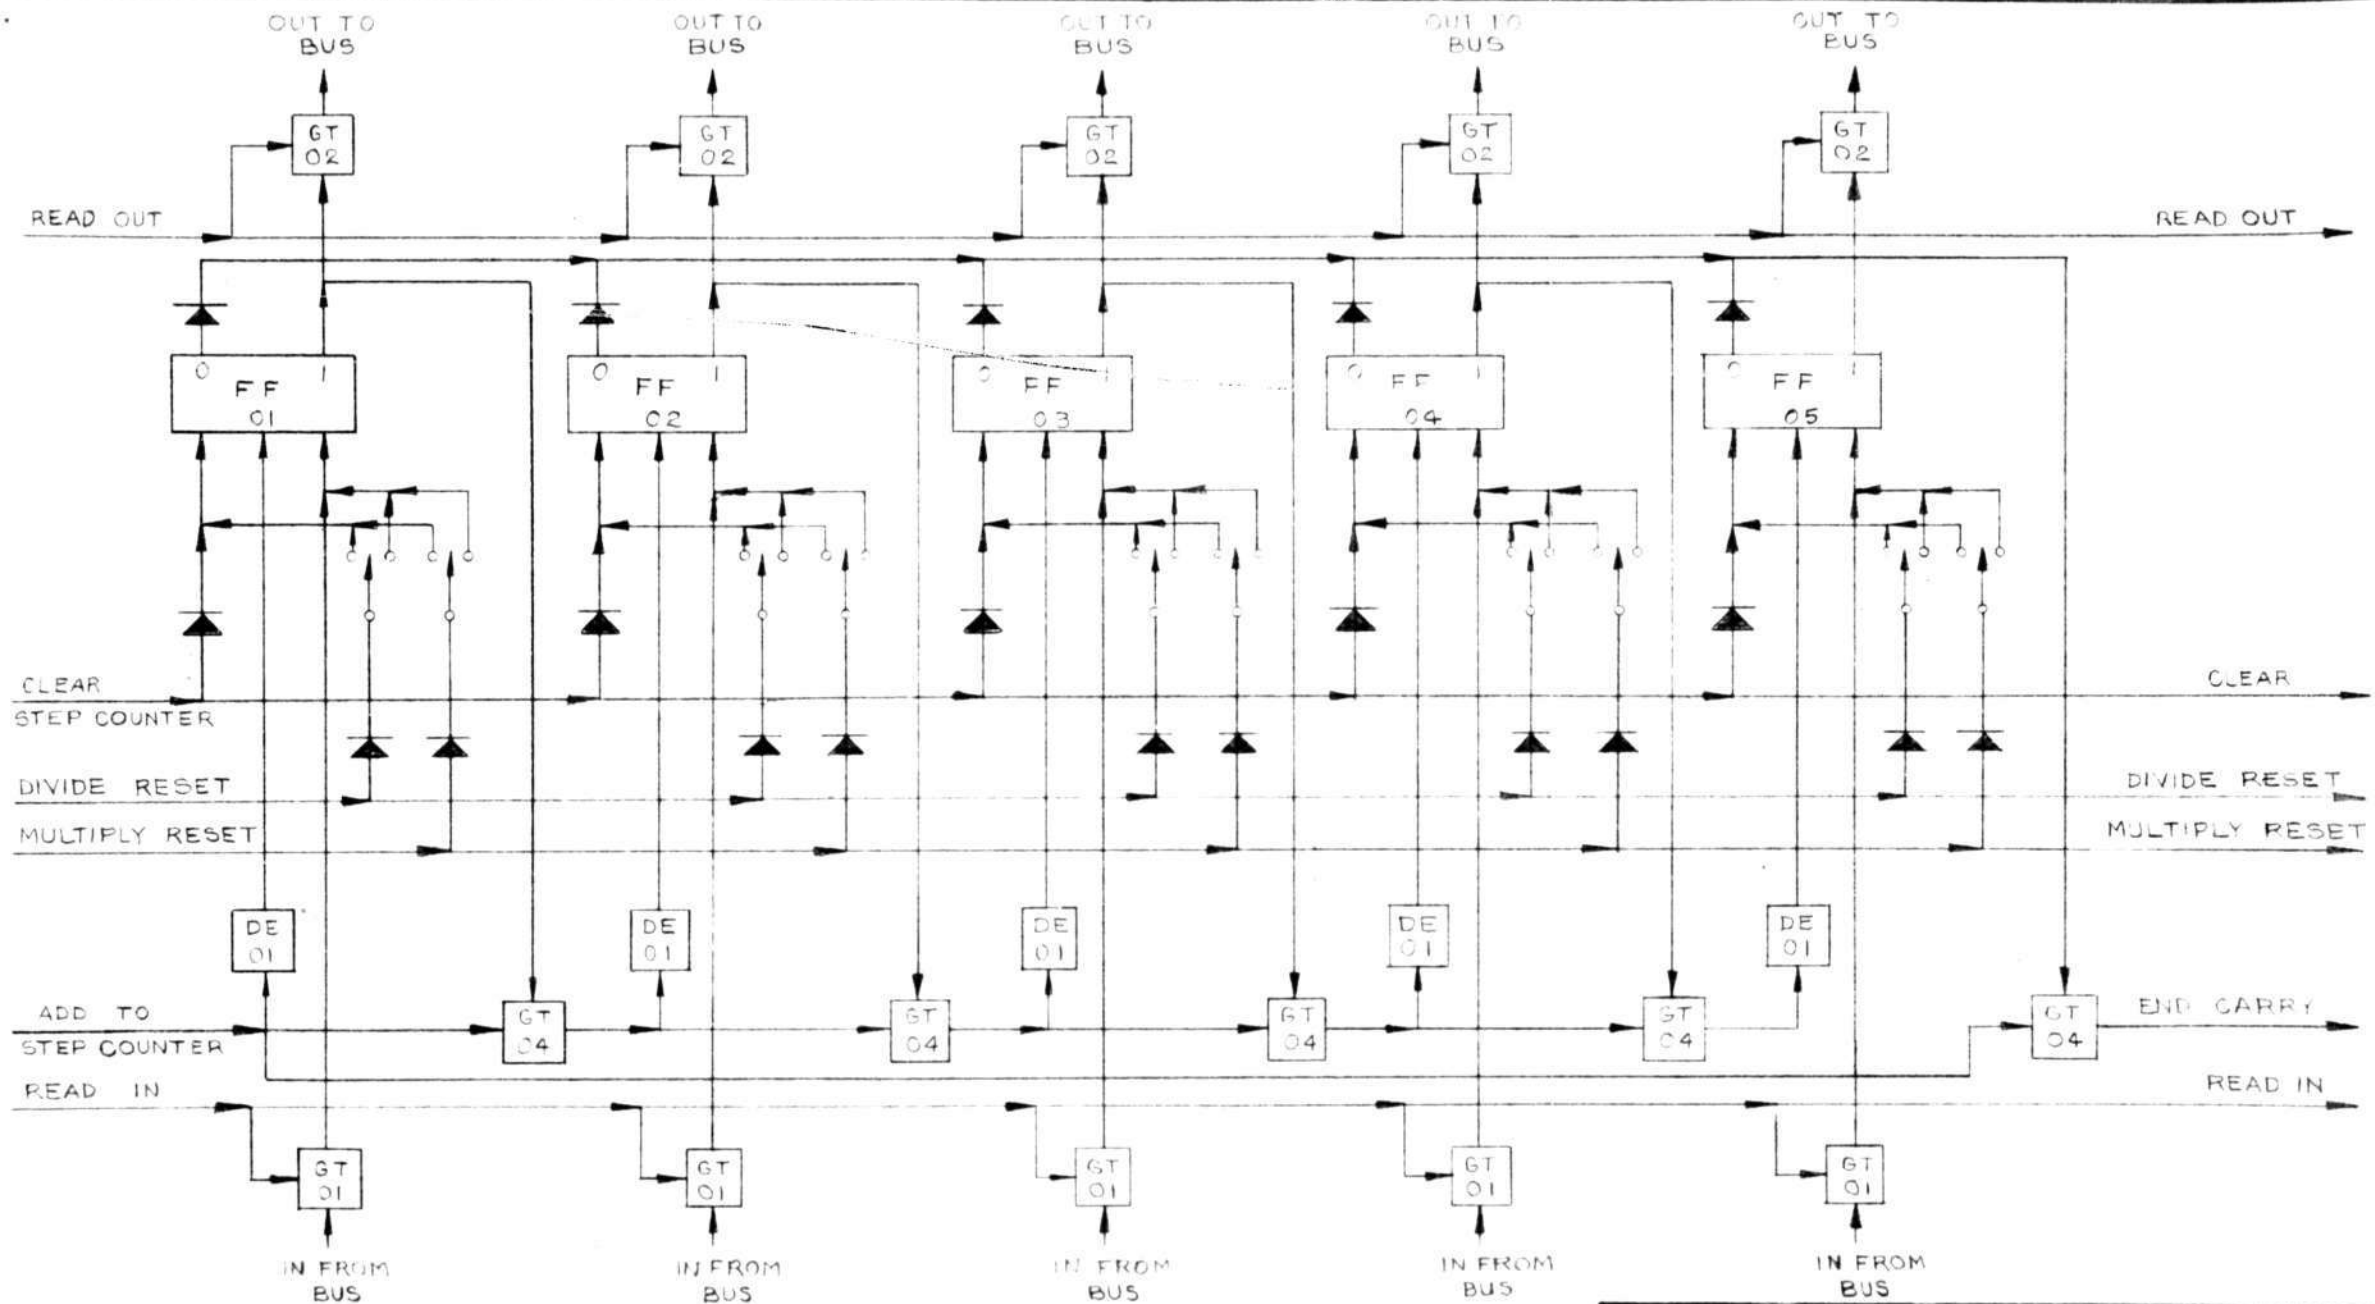 OUT TO OUT TO OUT TO OUT TO OUT TO
BUS BUS BUS BUS BUS
GT GT GT GT GT
02 02 02 02 02
READ OUT READ OUT
0 1 0 1 0 1 0 1 0 1
FF FF FF FF FF
01 02 03 04 05
CLEAR CLEAR
STEP COUNTER
DIVIDE RESET DIVIDE RESET
MULTIPLY RESET MULTIPLY RESET
DE DE DE DE DE
01 01 01 01 01
ADD TO GT GT GT GT GT END CARRY
STEP COUNTER 04 04 04 04 04
READ IN READ IN
GT GT GT GT GT
01 01 01 01 01
IN FROM IN FROM IN FROM IN FROM IN FROM
BUS BUS BUS BUS BUS